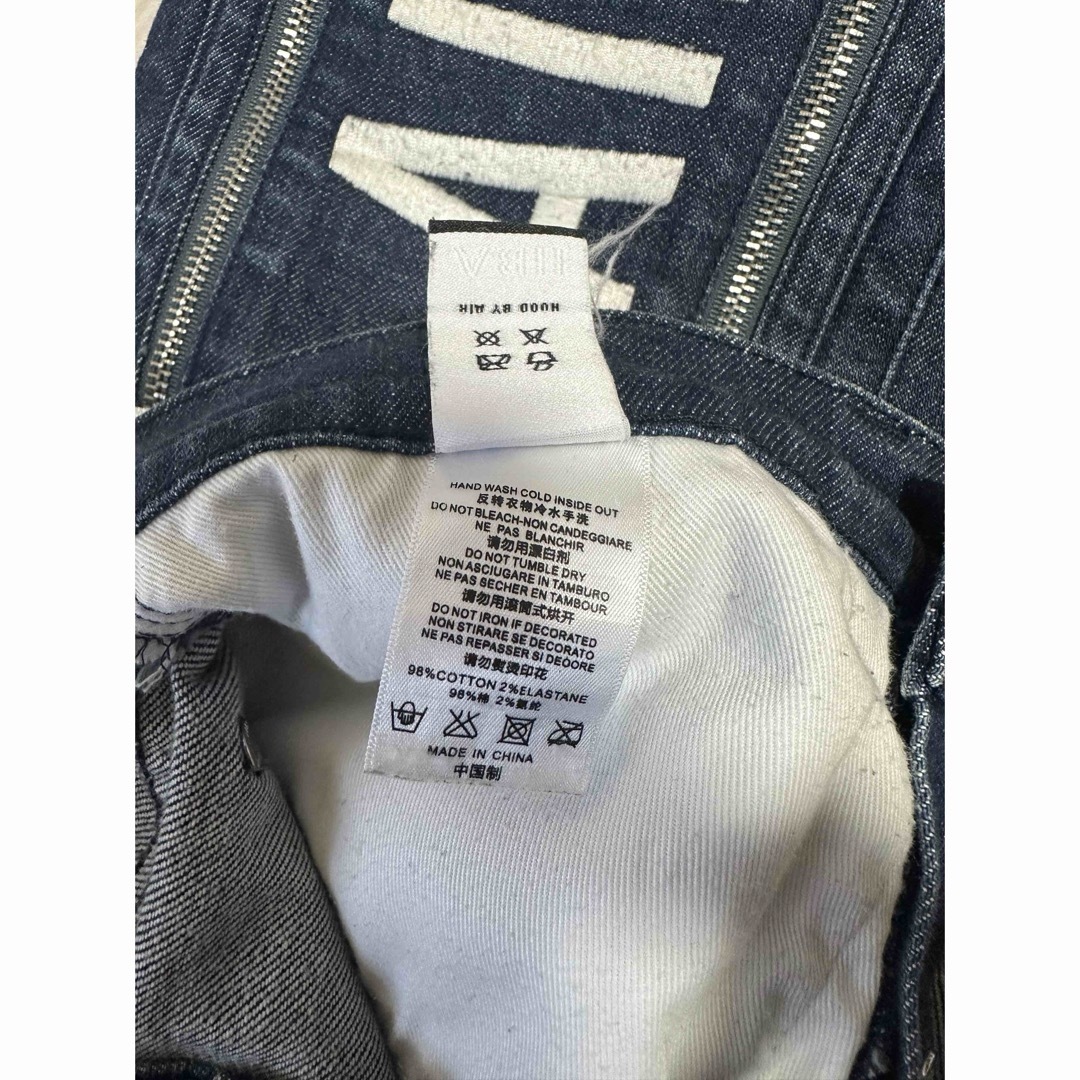 HBA
HOOD BY AIR
HAND WASH COLD INSIDE OUT
反转衣物冷水手洗
DO NOT BLEACH-NON CANDEGGIARE
NE PAS BLANCHIR
请勿用漂白剂
DO NOT TUMBLE DRY
NON ASCIUGARE IN TAMBURO
NE PAS SECHER EN TAMBOUR
请勿用滚筒式烘开
DO NOT IRON IF DECORATED
NON STIRARE SE DECORATO
NE PAS REPASSER SI DEOORE
请勿熨烫印花
98%COTTON 2%ELASTANE
98%棉 2%氨纶
MADE IN CHINA
中国制